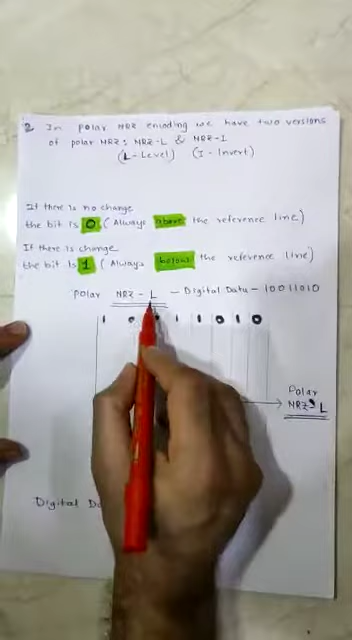 2. In polar NRZ enioding we have two versions
of polar NRZ: NRZ-L & NRZ-I
(L-Level) (I-Invert)
If there is no change
the bit is 0 (Always above the reference line)
If there is change
the bit is 1 (Always below the reference line)
Polar NRZ-L - Digital Data - 10011010
1 0 1 1 0 1 0
Polar
NRZ-L
Digital